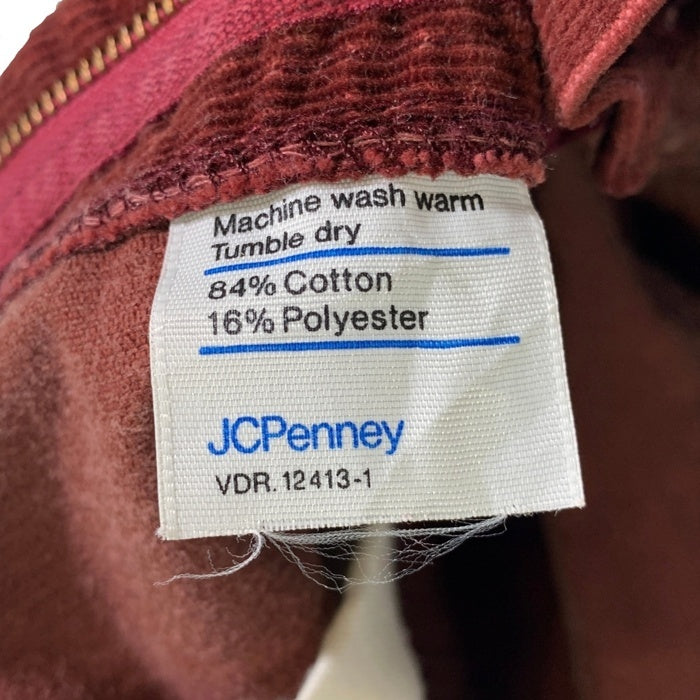 Machine wash warm
Tumble dry
84% Cotton
16% Polyester
JCPenney
VDR. 12413-1